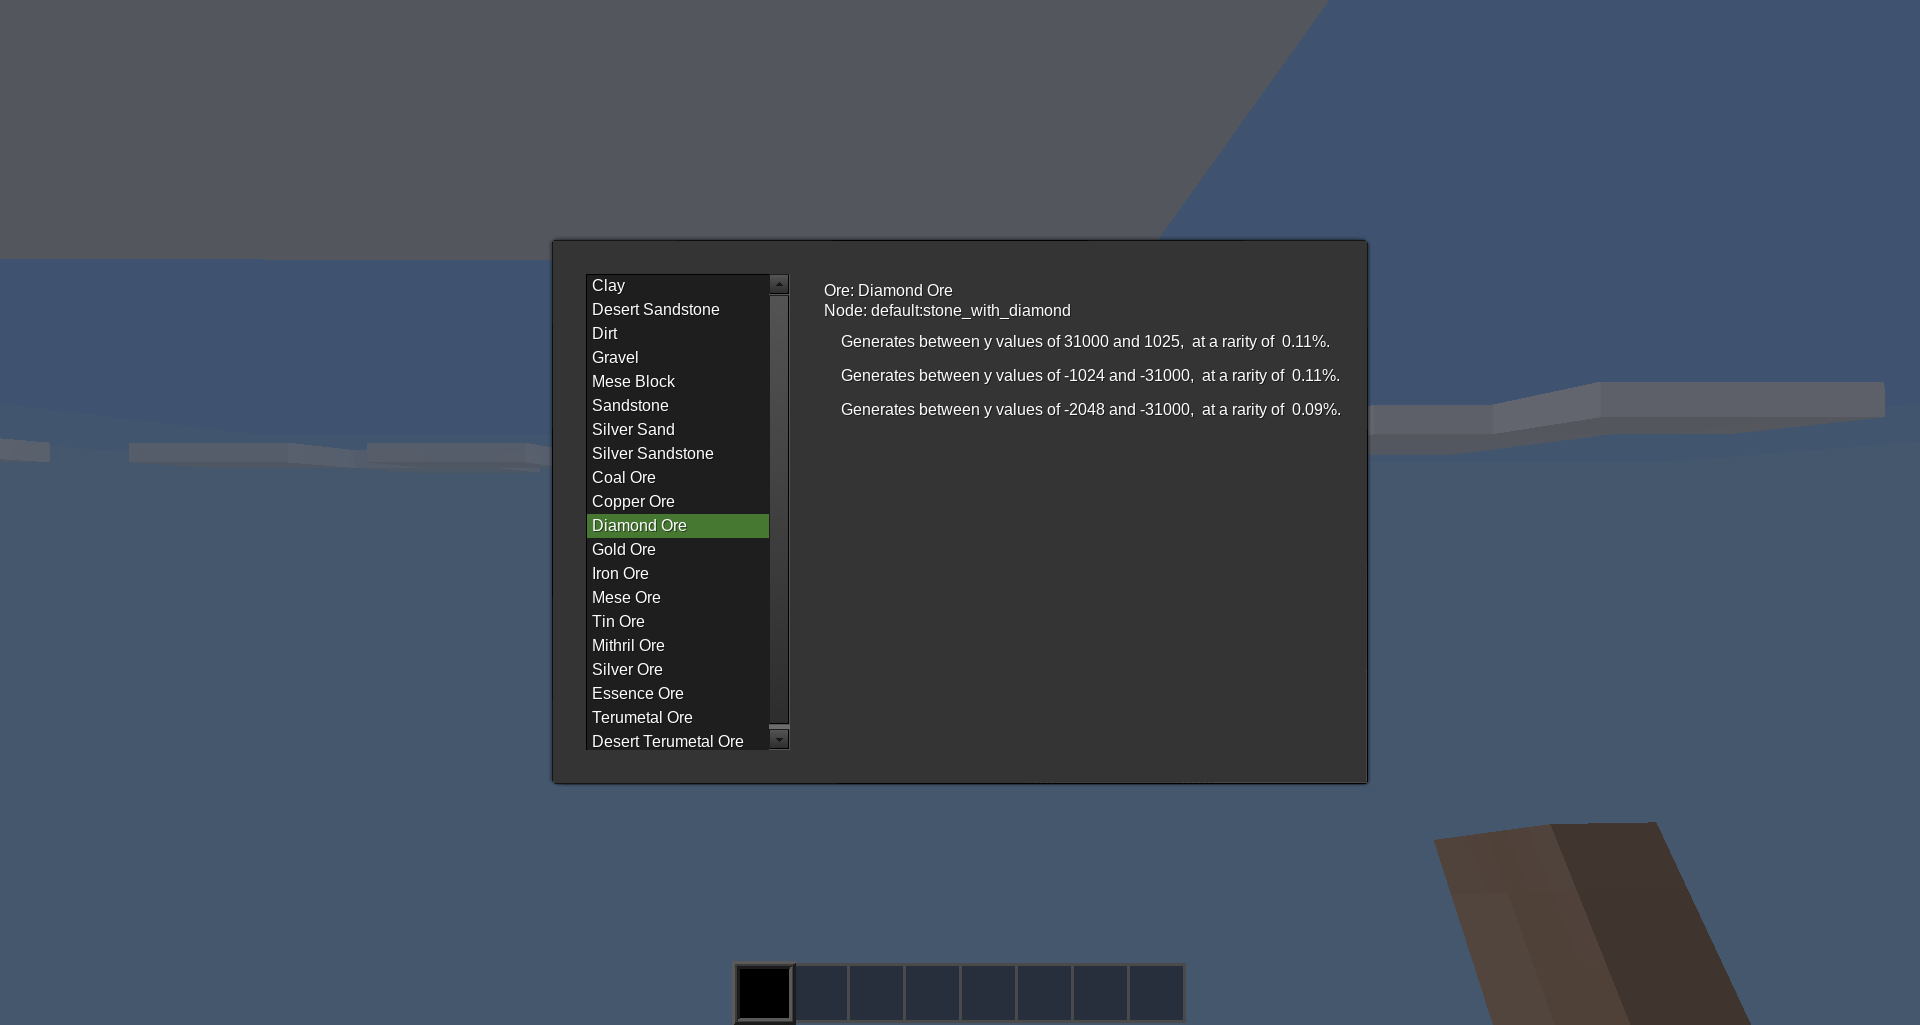 Clay
Desert Sandstone
Dirt
Gravel
Mese Block
Sandstone
Silver Sand
Silver Sandstone
Coal Ore
Copper Ore
Diamond Ore
Gold Ore
Iron Ore
Mese Ore
Tin Ore
Mithril Ore
Silver Ore
Essence Ore
Terumetal Ore
Desert Terumetal Ore
Ore: Diamond Ore
Node: default:stone_with_diamond
Generates between y values of 31000 and 1025,  at a rarity of  0.11%.
Generates between y values of -1024 and -31000,  at a rarity of  0.11%.
Generates between y values of -2048 and -31000,  at a rarity of  0.09%.